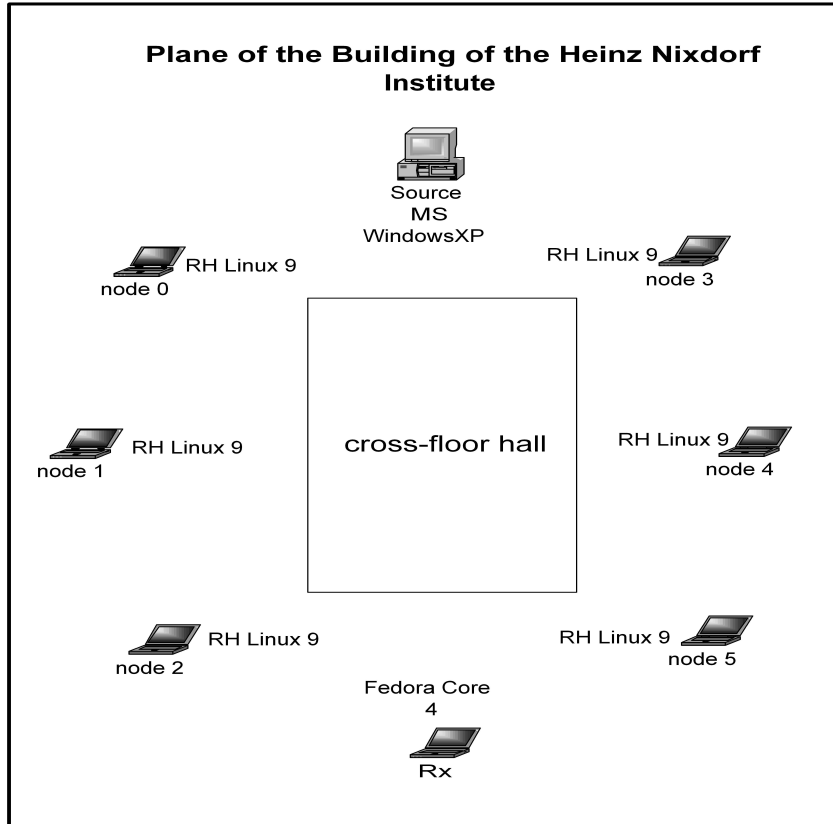 Plane of the Building of the Heinz Nixdorf
Institute
Source
MS
WindowsXP
RH Linux 9
node 0
RH Linux 9
node 3
RH Linux 9
node 1
cross-floor hall
RH Linux 9
node 4
RH Linux 9
node 2
RH Linux 9
node 5
Fedora Core
4
Rx